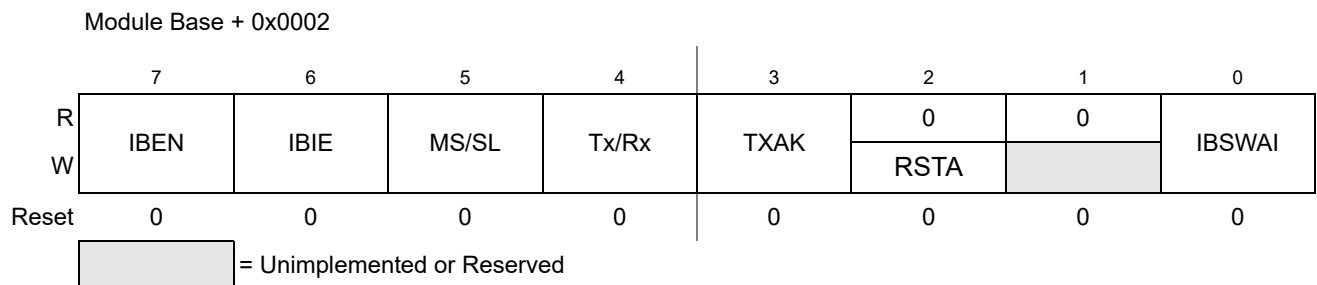 Module Base + 0x0002
7 6 5 4 3 2 1 0
R IBEN IBIE MS/SL Tx/Rx TXAK 0 0 IBSWAI
W RSTA
Reset 0 0 0 0 0 0 0 0
= Unimplemented or Reserved